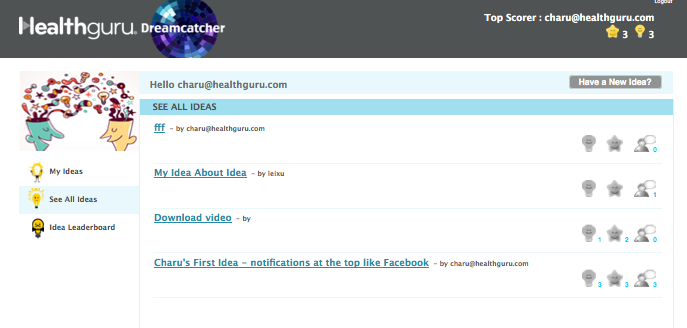 Logout
Healthguru® Dreamcatcher
Top Scorer : charu@healthguru.com
3 3
Hello charu@healthguru.com
Have a New Idea?
SEE ALL IDEAS
fff – by charu@healthguru.com
0
My Ideas
My Idea About Idea – by leixu
1
See All Ideas
Download video – by
Idea Leaderboard
1 2 0
Charu's First Idea – notifications at the top like Facebook – by charu@healthguru.com
3 3 3